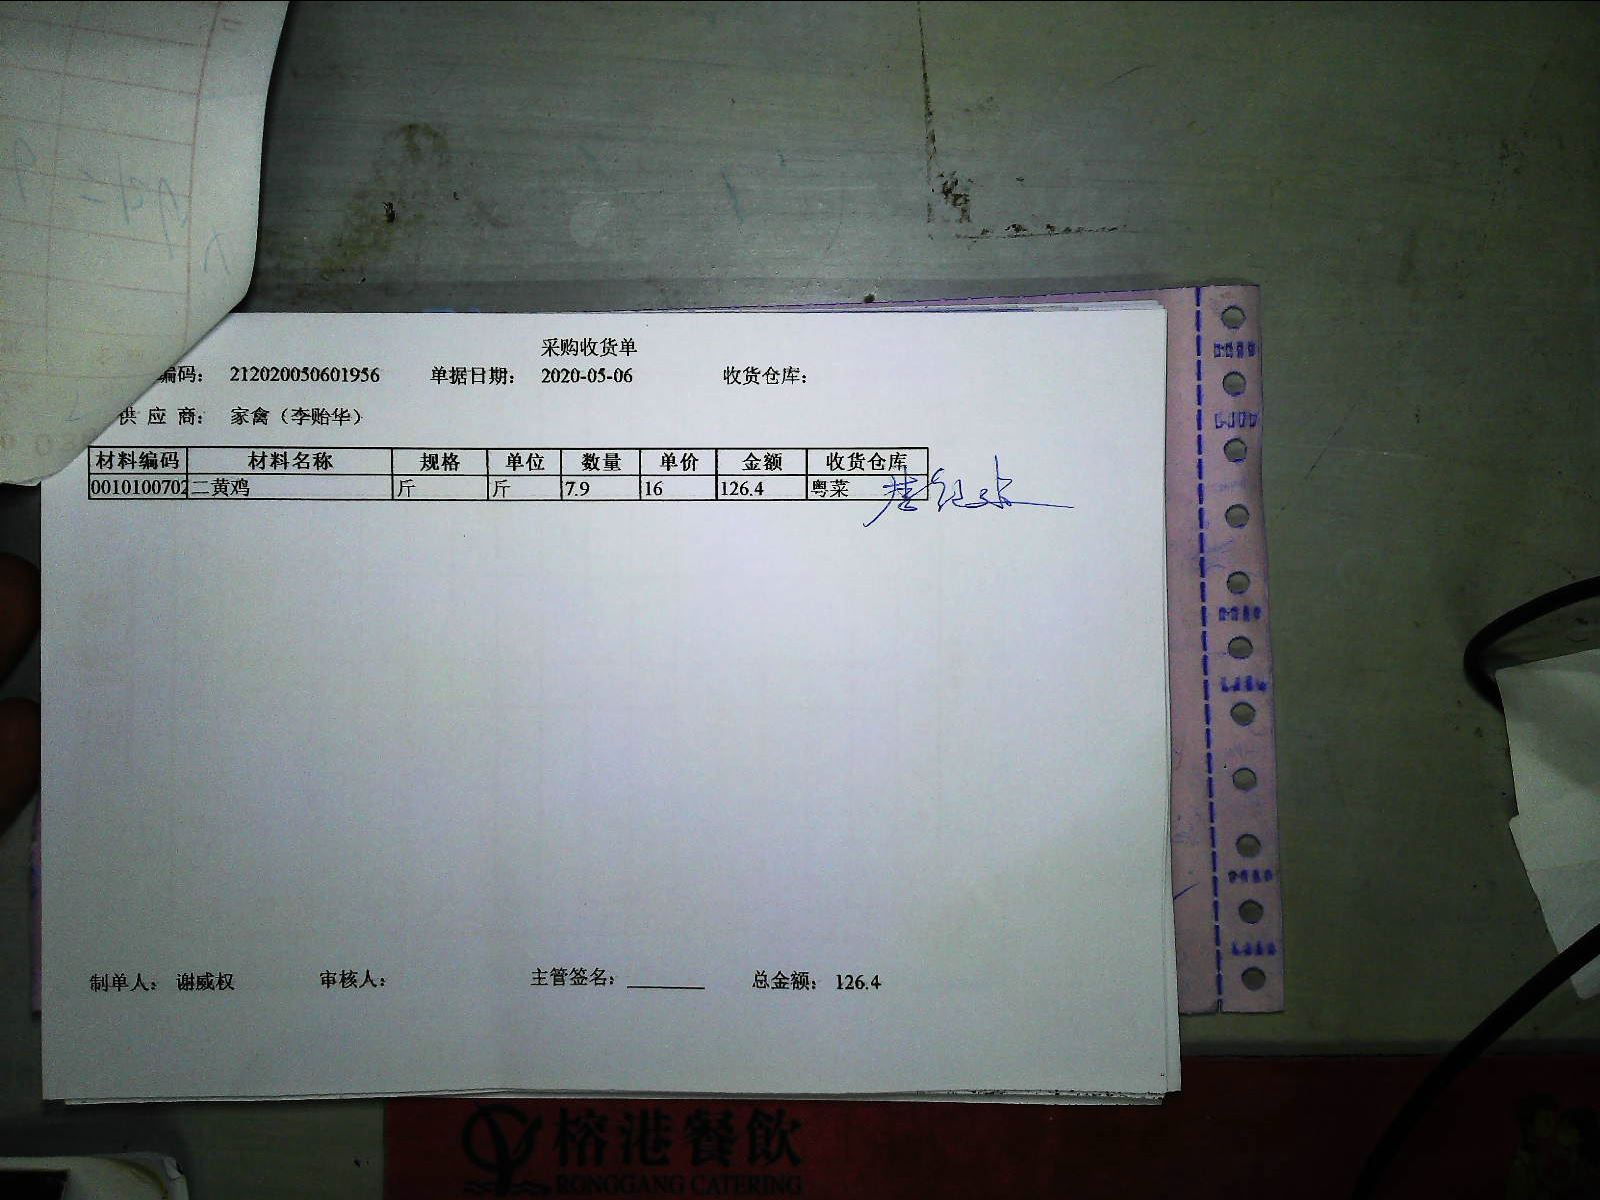 采购收货单
编码： 212020050601956 单据日期： 2020-05-06 收货仓库：
供 应 商： 家禽（李贻华）
材料编码 材料名称 规格 单位 数量 单价 金额 收货仓库
0010100702 二黄鸡 斤 斤 7.9 16 126.4 粤菜
制单人： 谢威权 审核人： 主管签名： 总金额： 126.4
榕港餐飲
RONGGANG CATERING